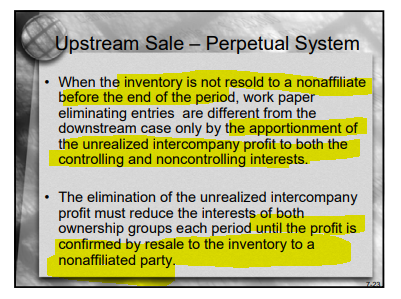 Upstream Sale – Perpetual System
• When the inventory is not resold to a nonaffiliate
before the end of the period, work paper
eliminating entries are different from the
downstream case only by the apportionment of
the unrealized intercompany profit to both the
controlling and noncontrolling interests.
• The elimination of the unrealized intercompany
profit must reduce the interests of both
ownership groups each period until the profit is
confirmed by resale to the inventory to a
nonaffiliated party.
7-23